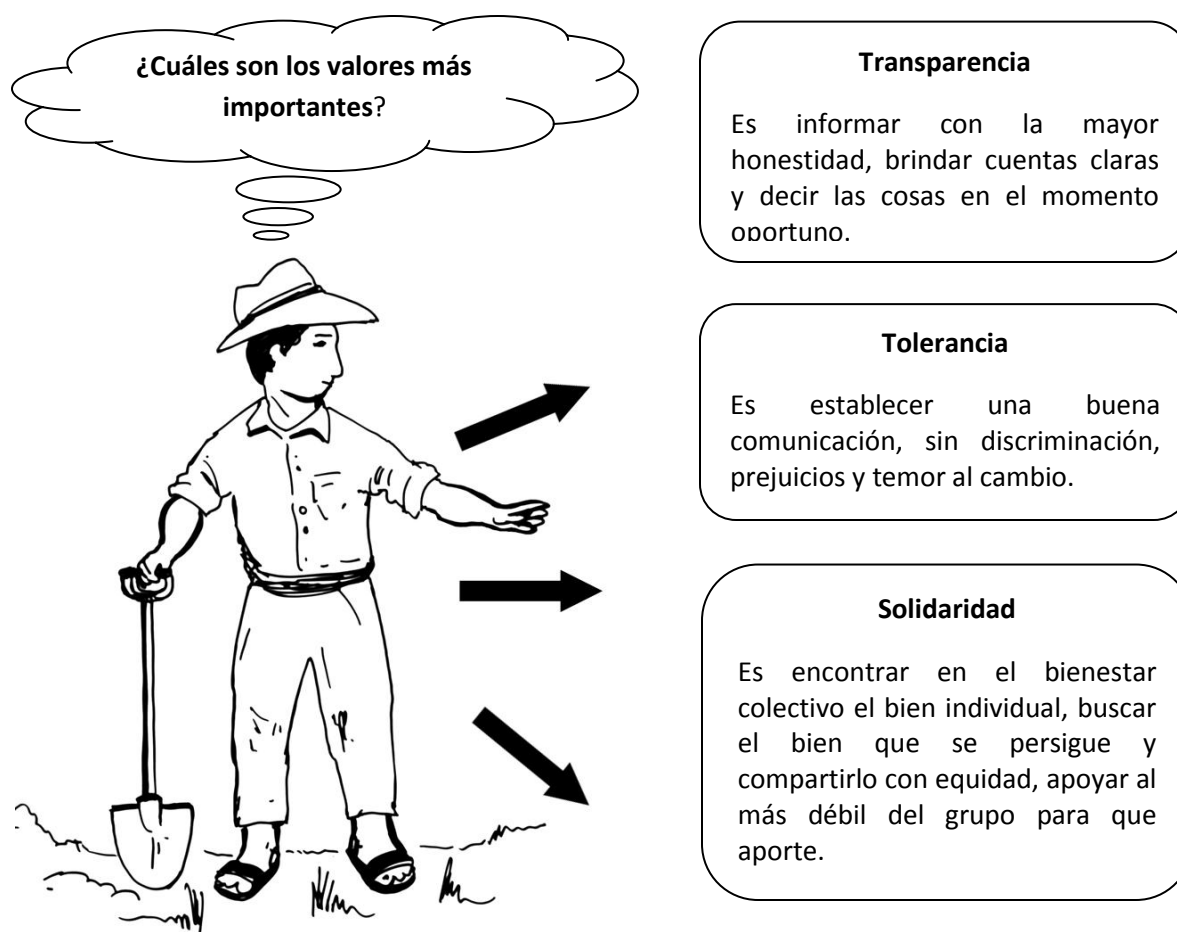 ¿Cuáles son los valores más
importantes?
Transparencia
Es informar con la mayor
honestidad, brindar cuentas claras
y decir las cosas en el momento
oportuno.
Tolerancia
Es establecer una buena
comunicación, sin discriminación,
prejuicios y temor al cambio.
Solidaridad
Es encontrar en el bienestar
colectivo el bien individual, buscar
el bien que se persigue y
compartirlo con equidad, apoyar al
más débil del grupo para que
aporte.